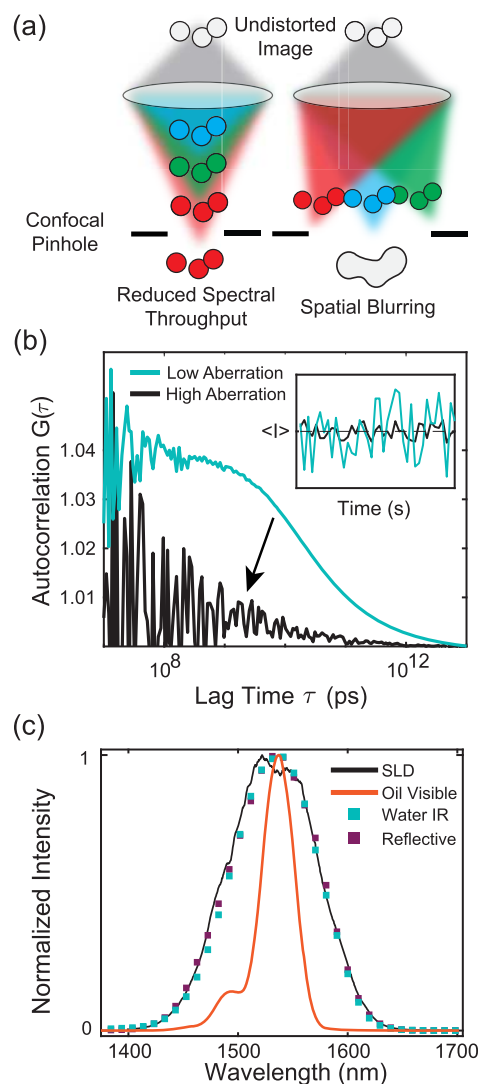 (a)
Undistorted
Image
Confocal
Pinhole
Reduced Spectral
Throughput
Spatial Blurring
(b)
Low Aberration
High Aberration
<I>
Time (s)
1.04
1.03
1.02
1.01
Autocorrelation G(τ)
10⁸
10¹²
Lag Time τ (ps)
(c)
1
SLD
Oil Visible
Water IR
Reflective
Normalized Intensity
0
1400
1500
1600
1700
Wavelength (nm)